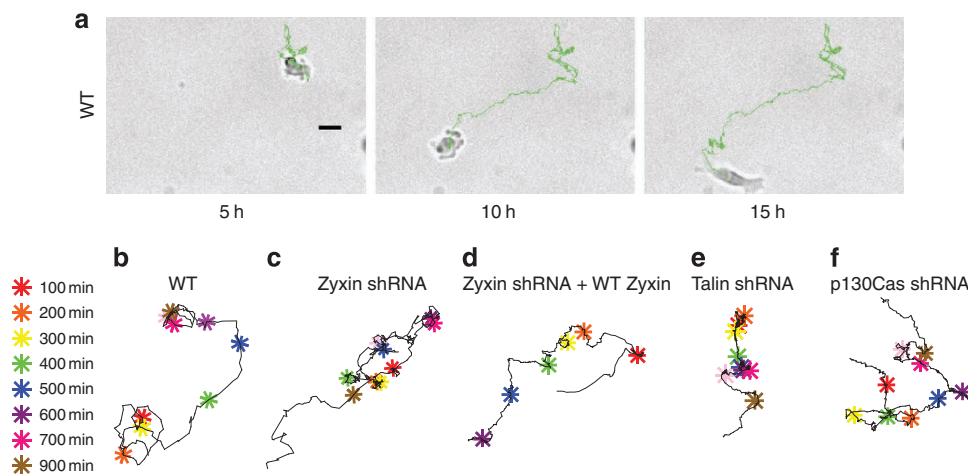 a
WT
5 h
10 h
15 h
b
WT
c
Zyxin shRNA
d
Zyxin shRNA + WT Zyxin
e
Talin shRNA
f
p130Cas shRNA
100 min
200 min
300 min
400 min
500 min
600 min
700 min
900 min